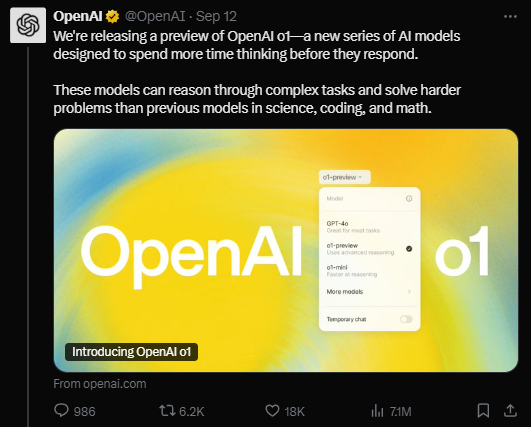 OpenAI @OpenAI · Sep 12
We're releasing a preview of OpenAI o1—a new series of AI models
designed to spend more time thinking before they respond.
These models can reason through complex tasks and solve harder
problems than previous models in science, coding, and math.
OpenAI
o1-preview
Model
GPT-4o
Great for most tasks
o1-preview
Uses advanced reasoning
o1-mini
Faster at reasoning
More models
Temporary chat
o1
Introducing OpenAI o1
From openai.com
986 6.2K 18K 7.1M